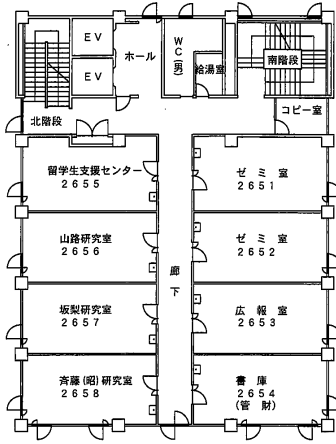 EV
EV
ホール
WC(男)
給湯室
南階段
北階段
コピー室
留学生支援センター
2655
ゼミ室
2651
山路研究室
2656
ゼミ室
2652
廊下
坂梨研究室
2657
広報室
2653
斉藤(昭)研究室
2658
書庫
2654
(管財)